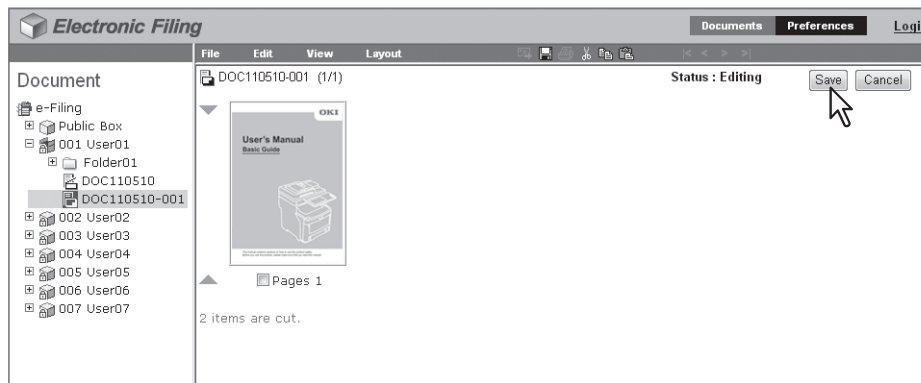 Electronic Filing
Documents
Preferences
Logi
File Edit View Layout
|< < > >|
Document
e-Filing
Public Box
001 User01
Folder01
DOC110510
DOC110510-001
002 User02
003 User03
004 User04
005 User05
006 User06
007 User07
DOC110510-001 (1/1)
Status : Editing
Save
Cancel
OKI
User's Manual
Basic Guide
Pages 1
2 items are cut.